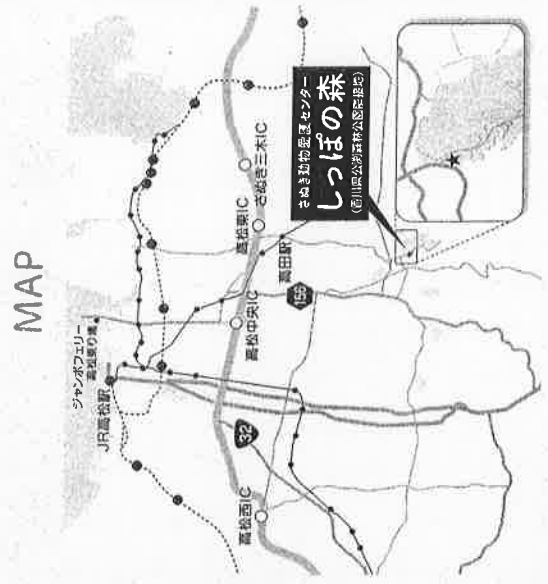 MAP
ジャンボフェリー
高松東り場
JR高松駅
高松西IC
32
高松中央IC
156
高田駅
高松東IC
さぬき三木IC
さぬき動物愛護センター
しっぽの森
(香川県公渕森林公園隣接地)